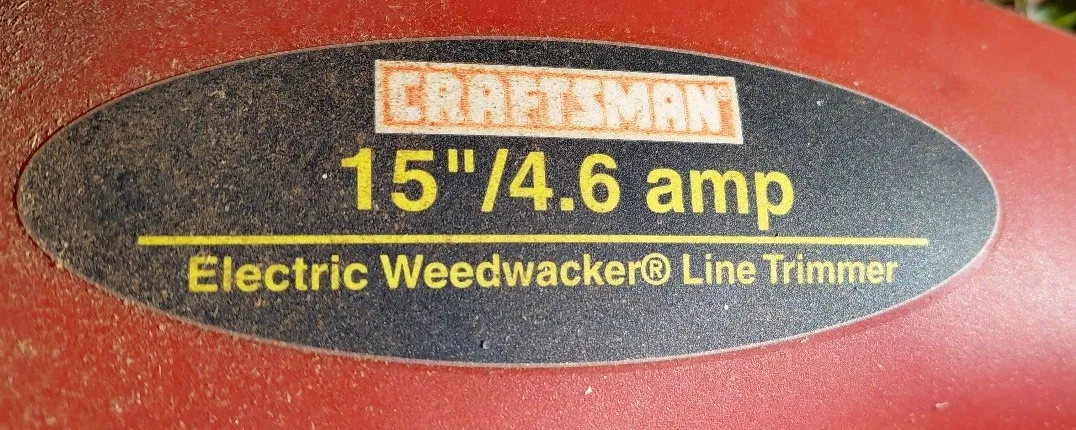 CRAFTSMAN®
15"/4.6 amp
Electric Weedwacker® Line Trimmer